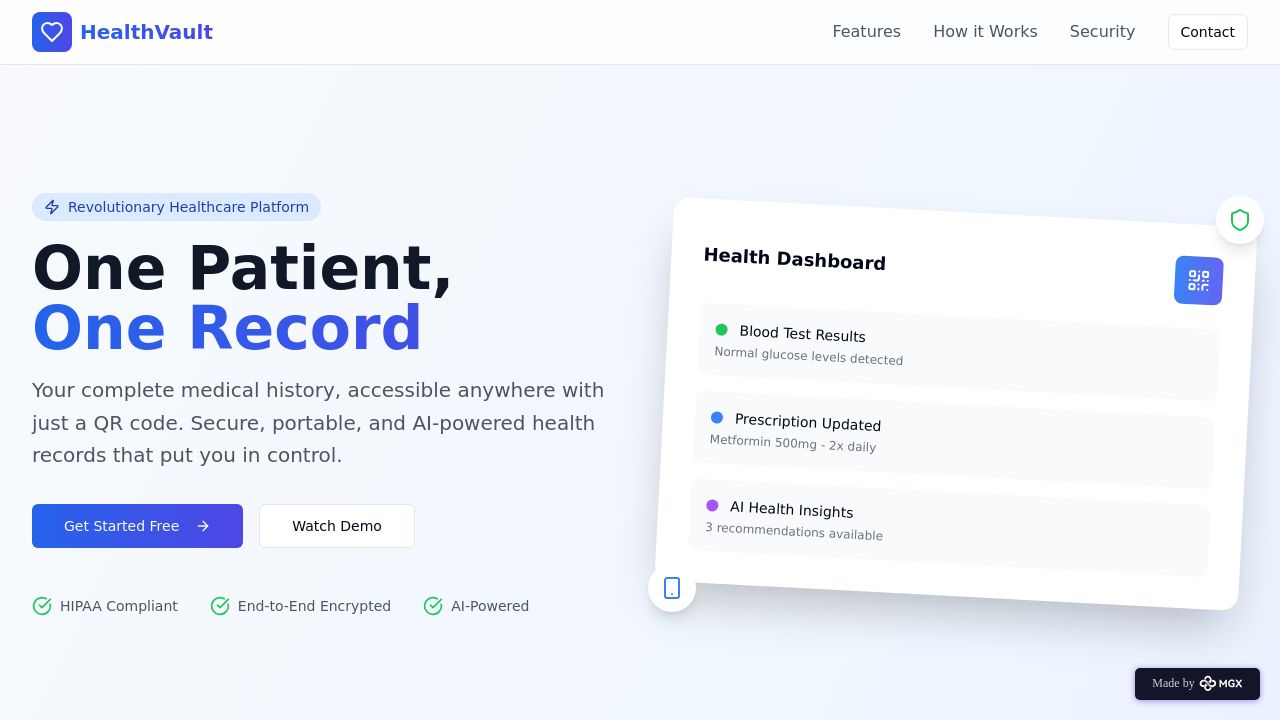 HealthVault
Features
How it Works
Security
Contact
Revolutionary Healthcare Platform
One Patient,
One Record
Your complete medical history, accessible anywhere with
just a QR code. Secure, portable, and AI-powered health
records that put you in control.
Get Started Free
Watch Demo
HIPAA Compliant
End-to-End Encrypted
AI-Powered
Health Dashboard
Blood Test Results
Normal glucose levels detected
Prescription Updated
Metformin 500mg - 2x daily
AI Health Insights
3 recommendations available
Made by MGX